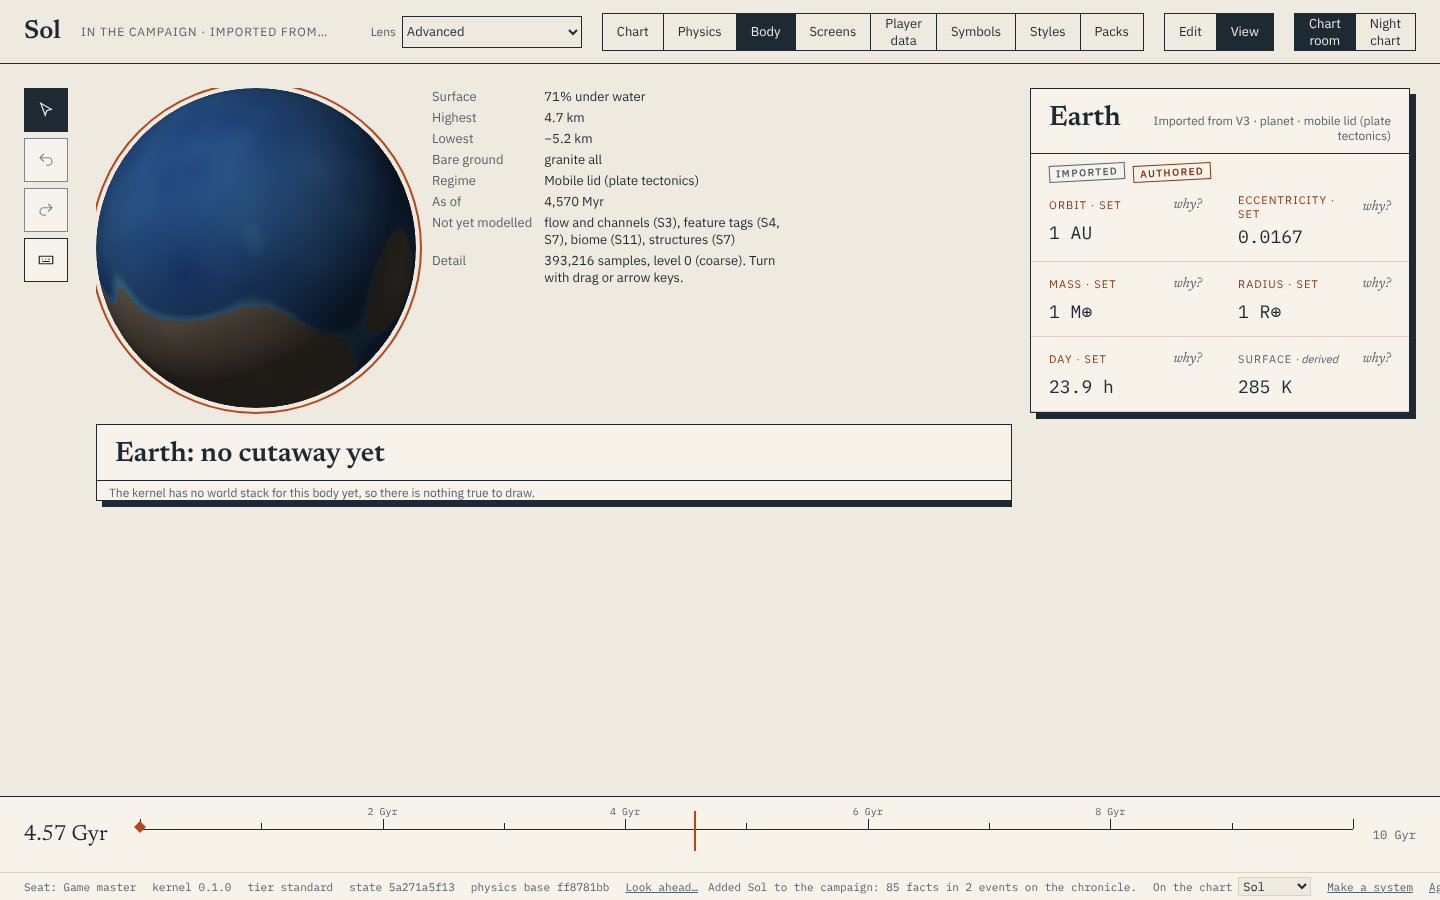 Sol
IN THE CAMPAIGN · IMPORTED FROM…
Lens
Advanced
Chart
Physics
Body
Screens
Player data
Symbols
Styles
Packs
Edit
View
Chart room
Night chart
Surface 71% under water
Highest 4.7 km
Lowest −5.2 km
Bare ground granite all
Regime Mobile lid (plate tectonics)
As of 4,570 Myr
Not yet modelled flow and channels (S3), feature tags (S4,
S7), biome (S11), structures (S7)
Detail 393,216 samples, level 0 (coarse). Turn
with drag or arrow keys.
Earth: no cutaway yet
The kernel has no world stack for this body yet, so there is nothing true to draw.
Earth
Imported from V3 · planet · mobile lid (plate
tectonics)
IMPORTED
AUTHORED
ORBIT · SET why?
1 AU
ECCENTRICITY ·
SET why?
0.0167
MASS · SET why?
1 M⊕
RADIUS · SET why?
1 R⊕
DAY · SET why?
23.9 h
SURFACE · derived why?
285 K
4.57 Gyr
2 Gyr
4 Gyr
6 Gyr
8 Gyr
10 Gyr
Seat: Game master kernel 0.1.0 tier standard state 5a271a5f13 physics base ff8781bb Look ahead… Added Sol to the campaign: 85 facts in 2 events on the chronicle. On the chart Sol Make a system